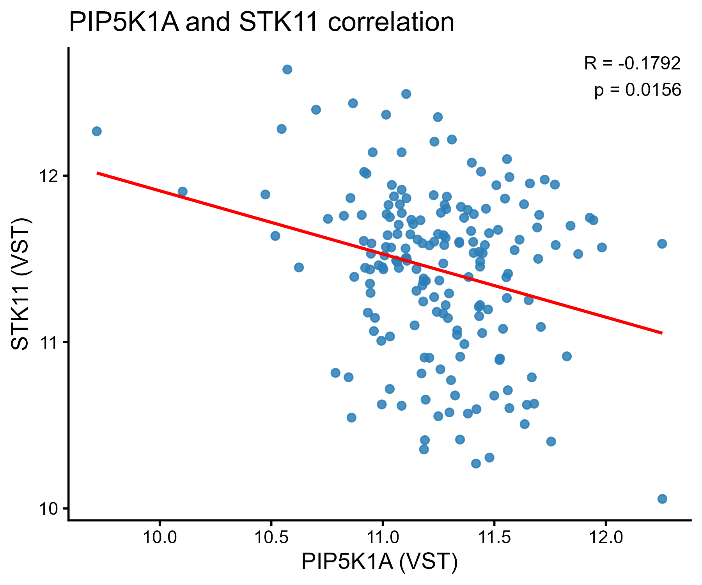 PIP5K1A and STK11 correlation
R = -0.1792
p = 0.0156
STK11 (VST)
12
11
10
10.0 10.5 11.0 11.5 12.0
PIP5K1A (VST)